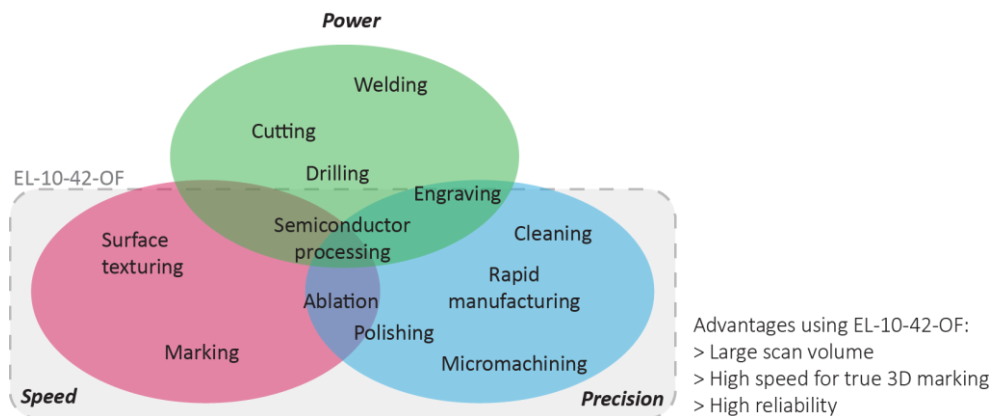 Power
Welding
Cutting
Drilling
EL-10-42-OF
Engraving
Semiconductor
processing
Surface
texturing
Cleaning
Rapid
manufacturing
Ablation
Polishing
Marking
Micromachining
Speed
Precision
Advantages using EL-10-42-OF:
> Large scan volume
> High speed for true 3D marking
> High reliability